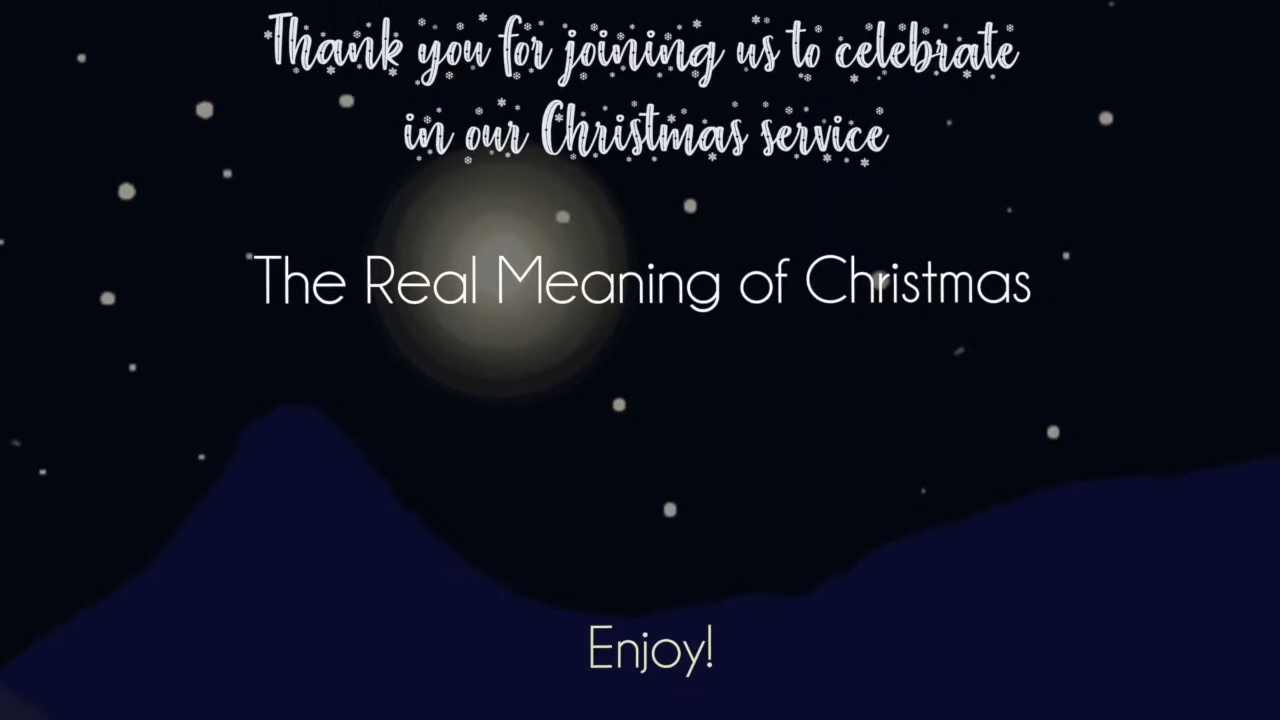 Thank you for joining us to celebrate
in our Christmas service
The Real Meaning of Christmas
Enjoy!